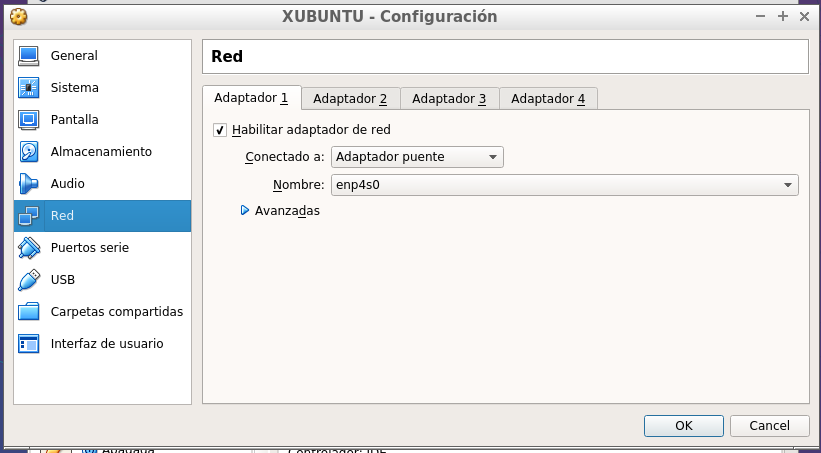 XUBUNTU - Configuración
General
Sistema
Pantalla
Almacenamiento
Audio
Red
Puertos serie
USB
Carpetas compartidas
Interfaz de usuario
Red
Adaptador 1 Adaptador 2 Adaptador 3 Adaptador 4
Habilitar adaptador de red
Conectado a: Adaptador puente
Nombre: enp4s0
Avanzadas
OK Cancel